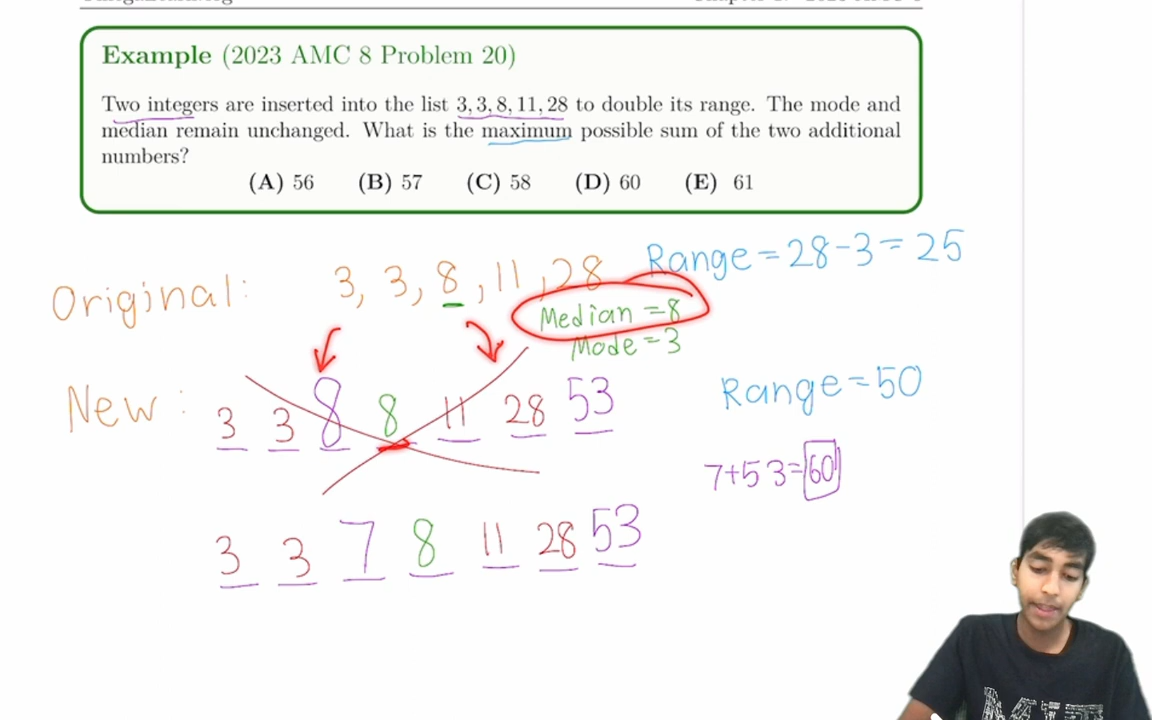 Example (2023 AMC 8 Problem 20)
Two integers are inserted into the list 3, 3, 8, 11, 28 to double its range. The mode and
median remain unchanged. What is the maximum possible sum of the two additional
numbers?
(A) 56 (B) 57 (C) 58 (D) 60 (E) 61
Original: 3, 3, 8, 11, 28 Range = 28-3 = 25
Median = 8
Mode = 3
New: 3 3 8 8 11 28 53 Range = 50
7+53=60
3 3 7 8 11 28 53